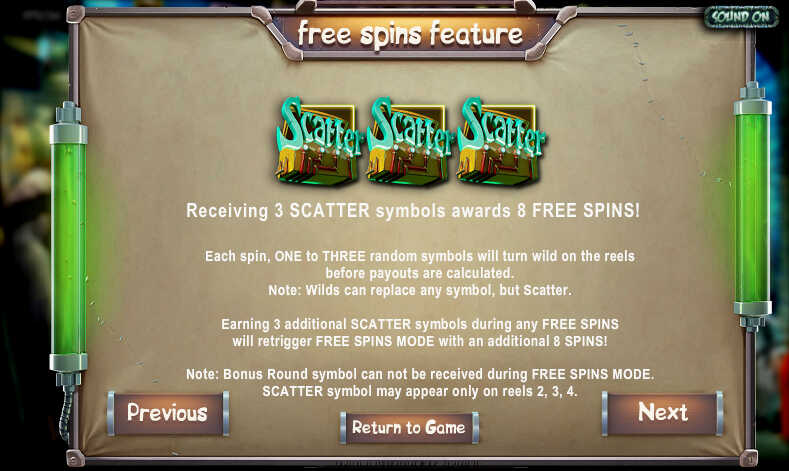 SOUND ON
free spins feature
Scatter Scatter Scatter
Receiving 3 SCATTER symbols awards 8 FREE SPINS!
Each spin, ONE to THREE random symbols will turn wild on the reels
before payouts are calculated.
Note: Wilds can replace any symbol, but Scatter.
Earning 3 additional SCATTER symbols during any FREE SPINS
will retrigger FREE SPINS MODE with an additional 8 SPINS!
Note: Bonus Round symbol can not be received during FREE SPINS MODE.
SCATTER symbol may appear only on reels 2, 3, 4.
Previous
Return to Game
Next